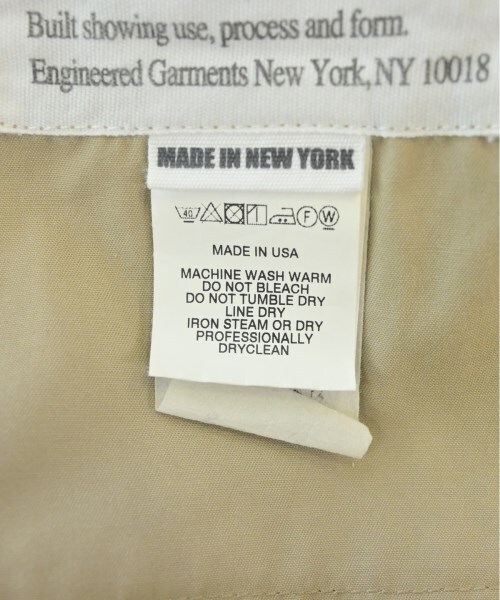 Built showing use, process and form.
Engineered Garments New York, NY 10018
MADE IN NEW YORK
40 F W
MADE IN USA
MACHINE WASH WARM
DO NOT BLEACH
DO NOT TUMBLE DRY
LINE DRY
IRON STEAM OR DRY
PROFESSIONALLY
DRYCLEAN